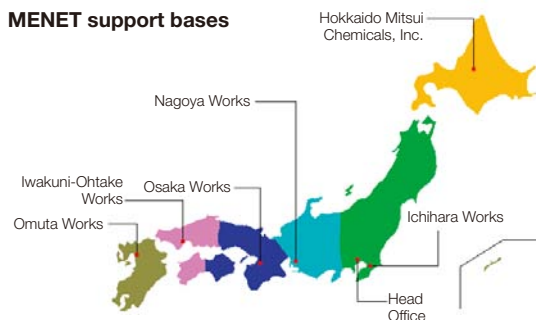 MENET support bases
Hokkaido Mitsui
Chemicals, Inc.
Nagoya Works
Iwakuni-Ohtake
Works
Osaka Works
Omuta Works
Ichihara Works
Head
Office